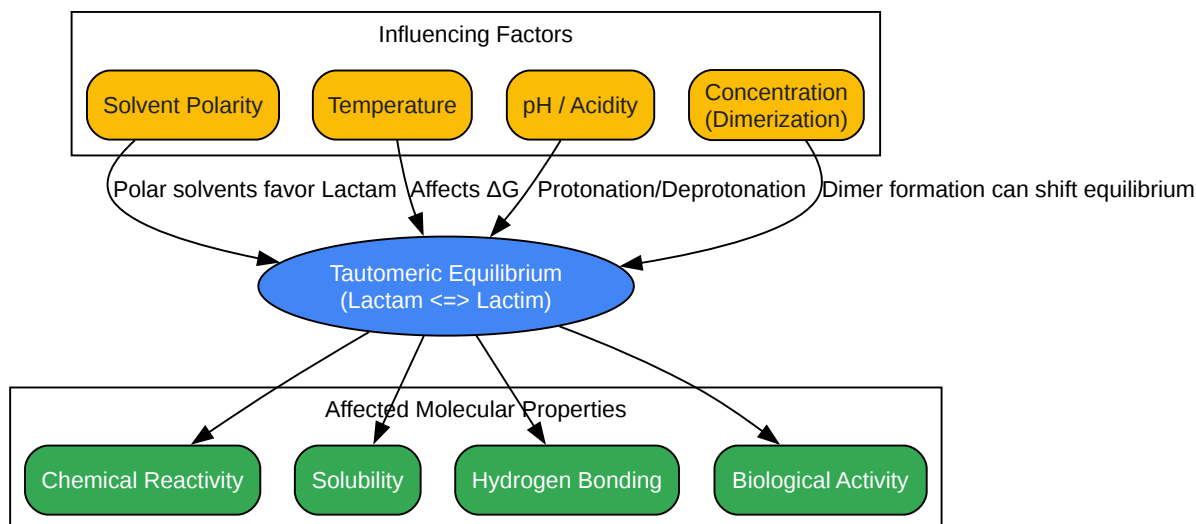 Influencing Factors
Solvent Polarity
Temperature
pH / Acidity
Concentration
(Dimerization)
Polar solvents favor Lactam
Affects ΔG
Protonation/Deprotonation
Dimer formation can shift equilibrium
Tautomeric Equilibrium
(Lactam <=> Lactim)
Affected Molecular Properties
Chemical Reactivity
Solubility
Hydrogen Bonding
Biological Activity